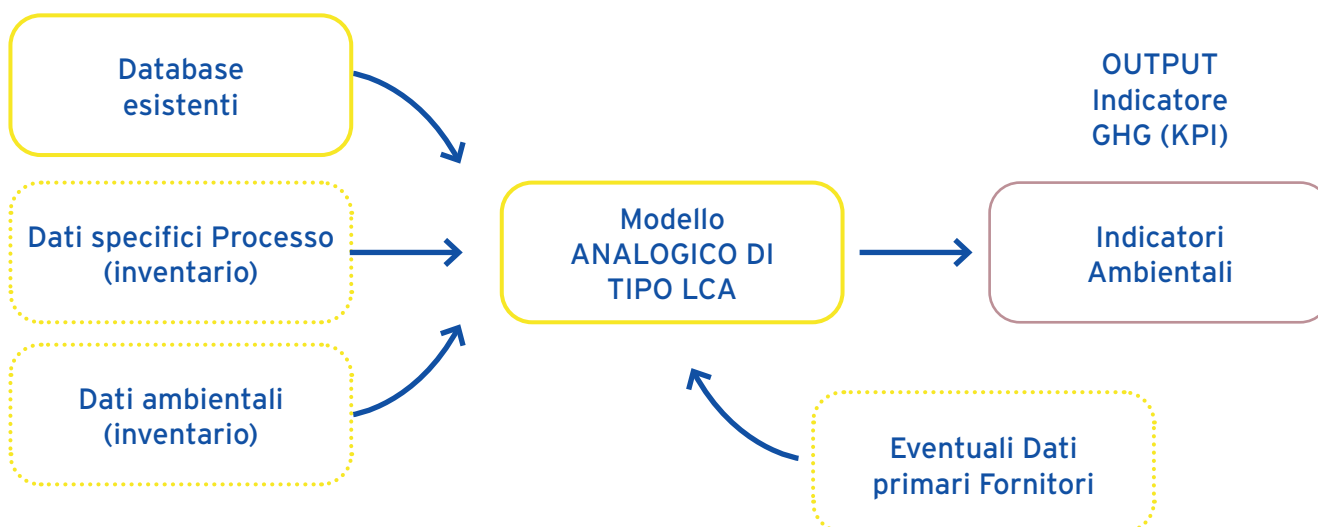 Database
esistenti
Dati specifici Processo
(inventario)
Dati ambientali
(inventario)
Modello
ANALOGICO DI
TIPO LCA
OUTPUT
Indicatore
GHG (KPI)
Indicatori
Ambientali
Eventuali Dati
primari Fornitori